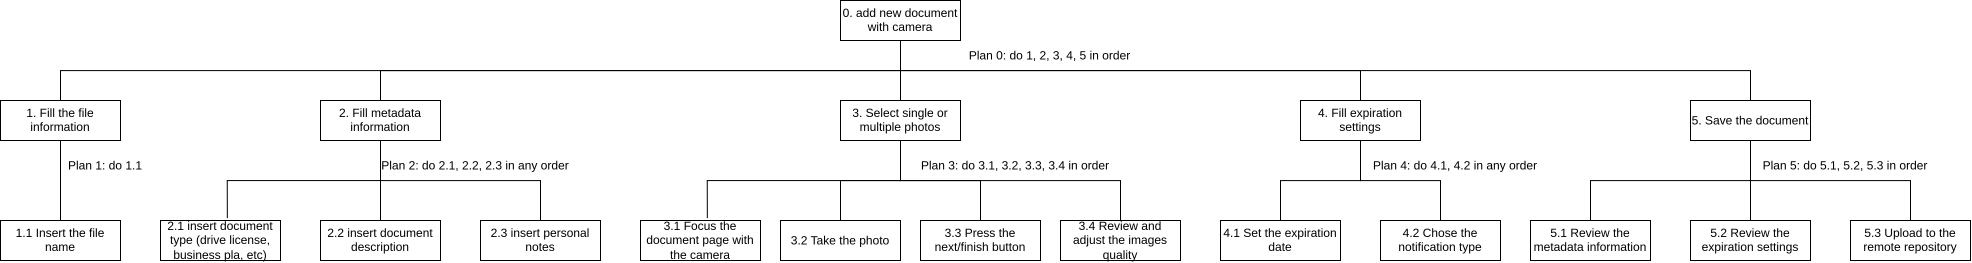 0. add new document
with camera
Plan 0: do 1, 2, 3, 4, 5 in order
1. Fill the file
information
2. Fill metadata
information
3. Select single or
multiple photos
4. Fill expiration
settings
5. Save the document
Plan 1: do 1.1
Plan 2: do 2.1, 2.2, 2.3 in any order
Plan 3: do 3.1, 3.2, 3.3, 3.4 in order
Plan 4: do 4.1, 4.2 in any order
Plan 5: do 5.1, 5.2, 5.3 in order
1.1 Insert the file
name
2.1 insert document
type (drive license,
business pla, etc)
2.2 insert document
description
2.3 insert personal
notes
3.1 Focus the
document page with
the camera
3.2 Take the photo
3.3 Press the
next/finish button
3.4 Review and
adjust the images
quality
4.1 Set the expiration
date
4.2 Chose the
notification type
5.1 Review the
metadata information
5.2 Review the
expiration settings
5.3 Upload to the
remote repository